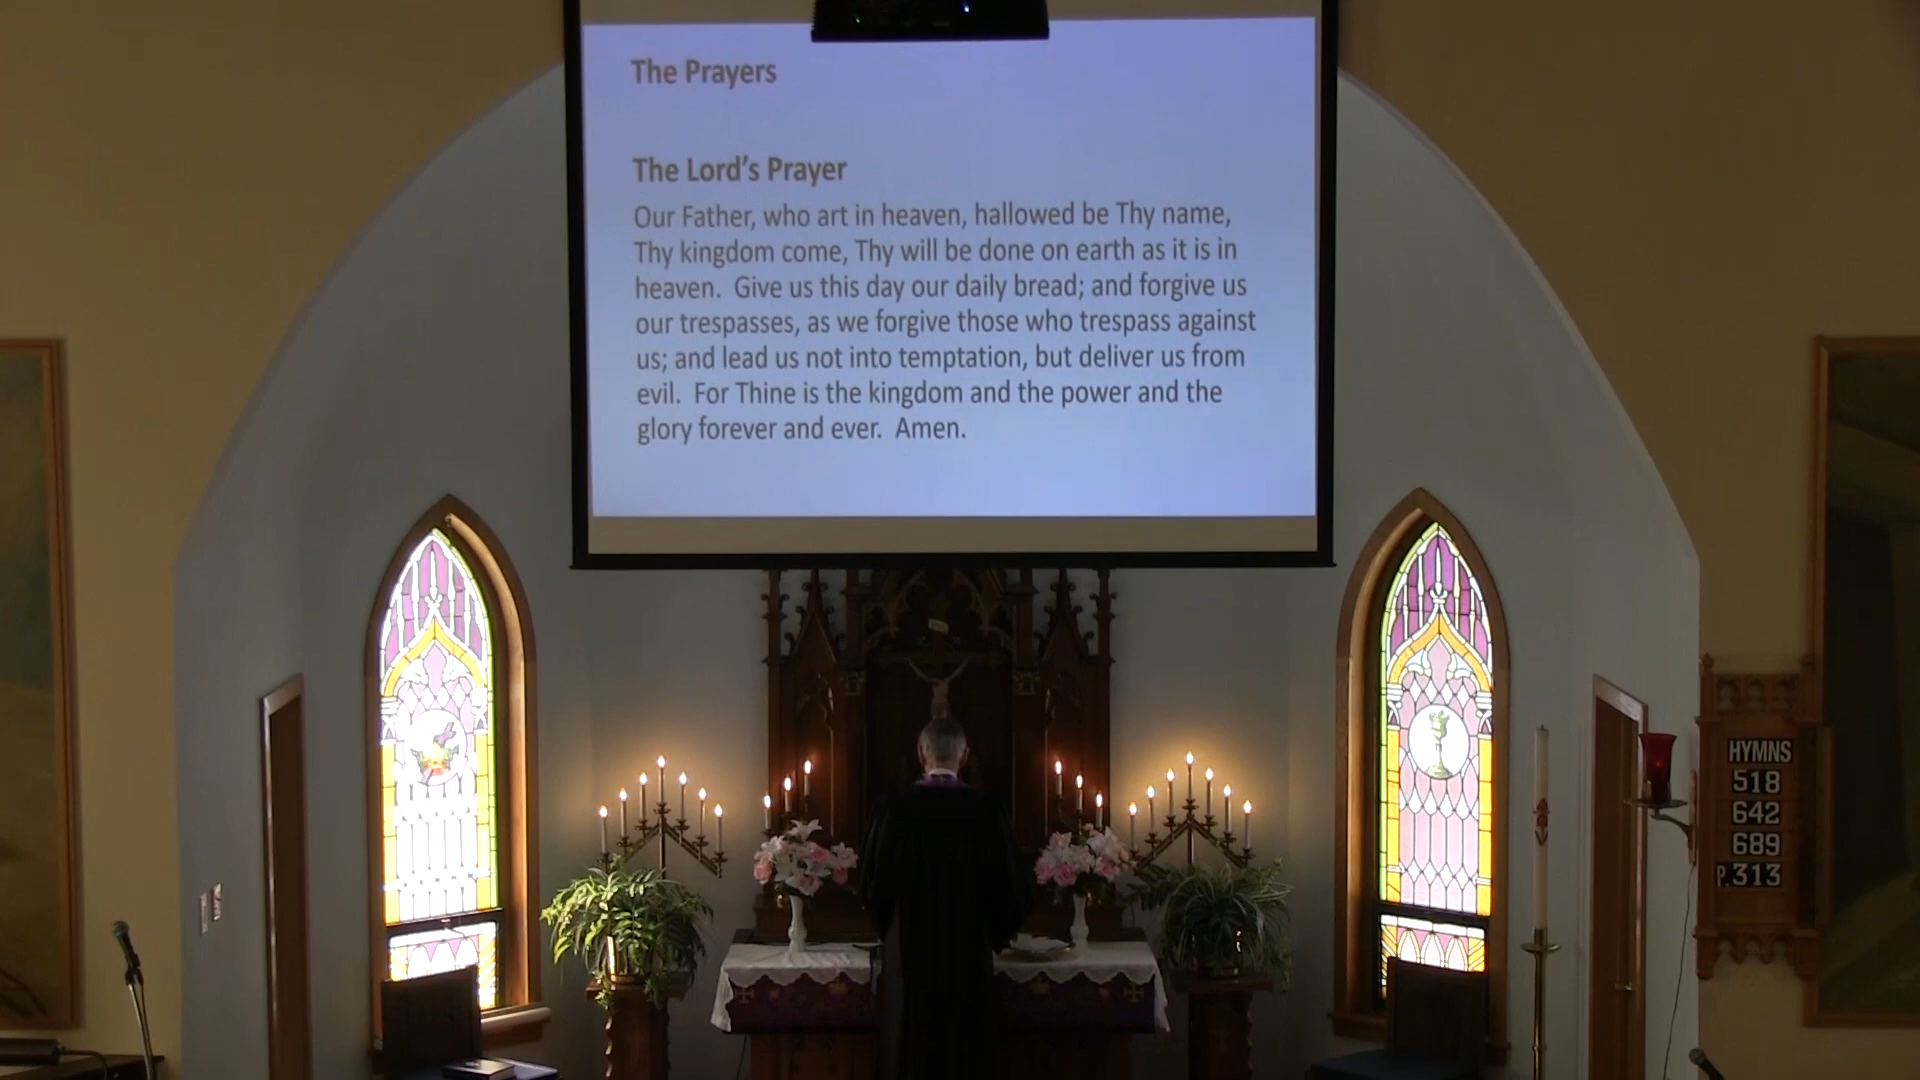 The Prayers
The Lord's Prayer
Our Father, who art in heaven, hallowed be Thy name,
Thy kingdom come, Thy will be done on earth as it is in
heaven.  Give us this day our daily bread; and forgive us
our trespasses, as we forgive those who trespass against
us; and lead us not into temptation, but deliver us from
evil.  For Thine is the kingdom and the power and the
glory forever and ever.  Amen.
HYMNS
518
642
689
P.313